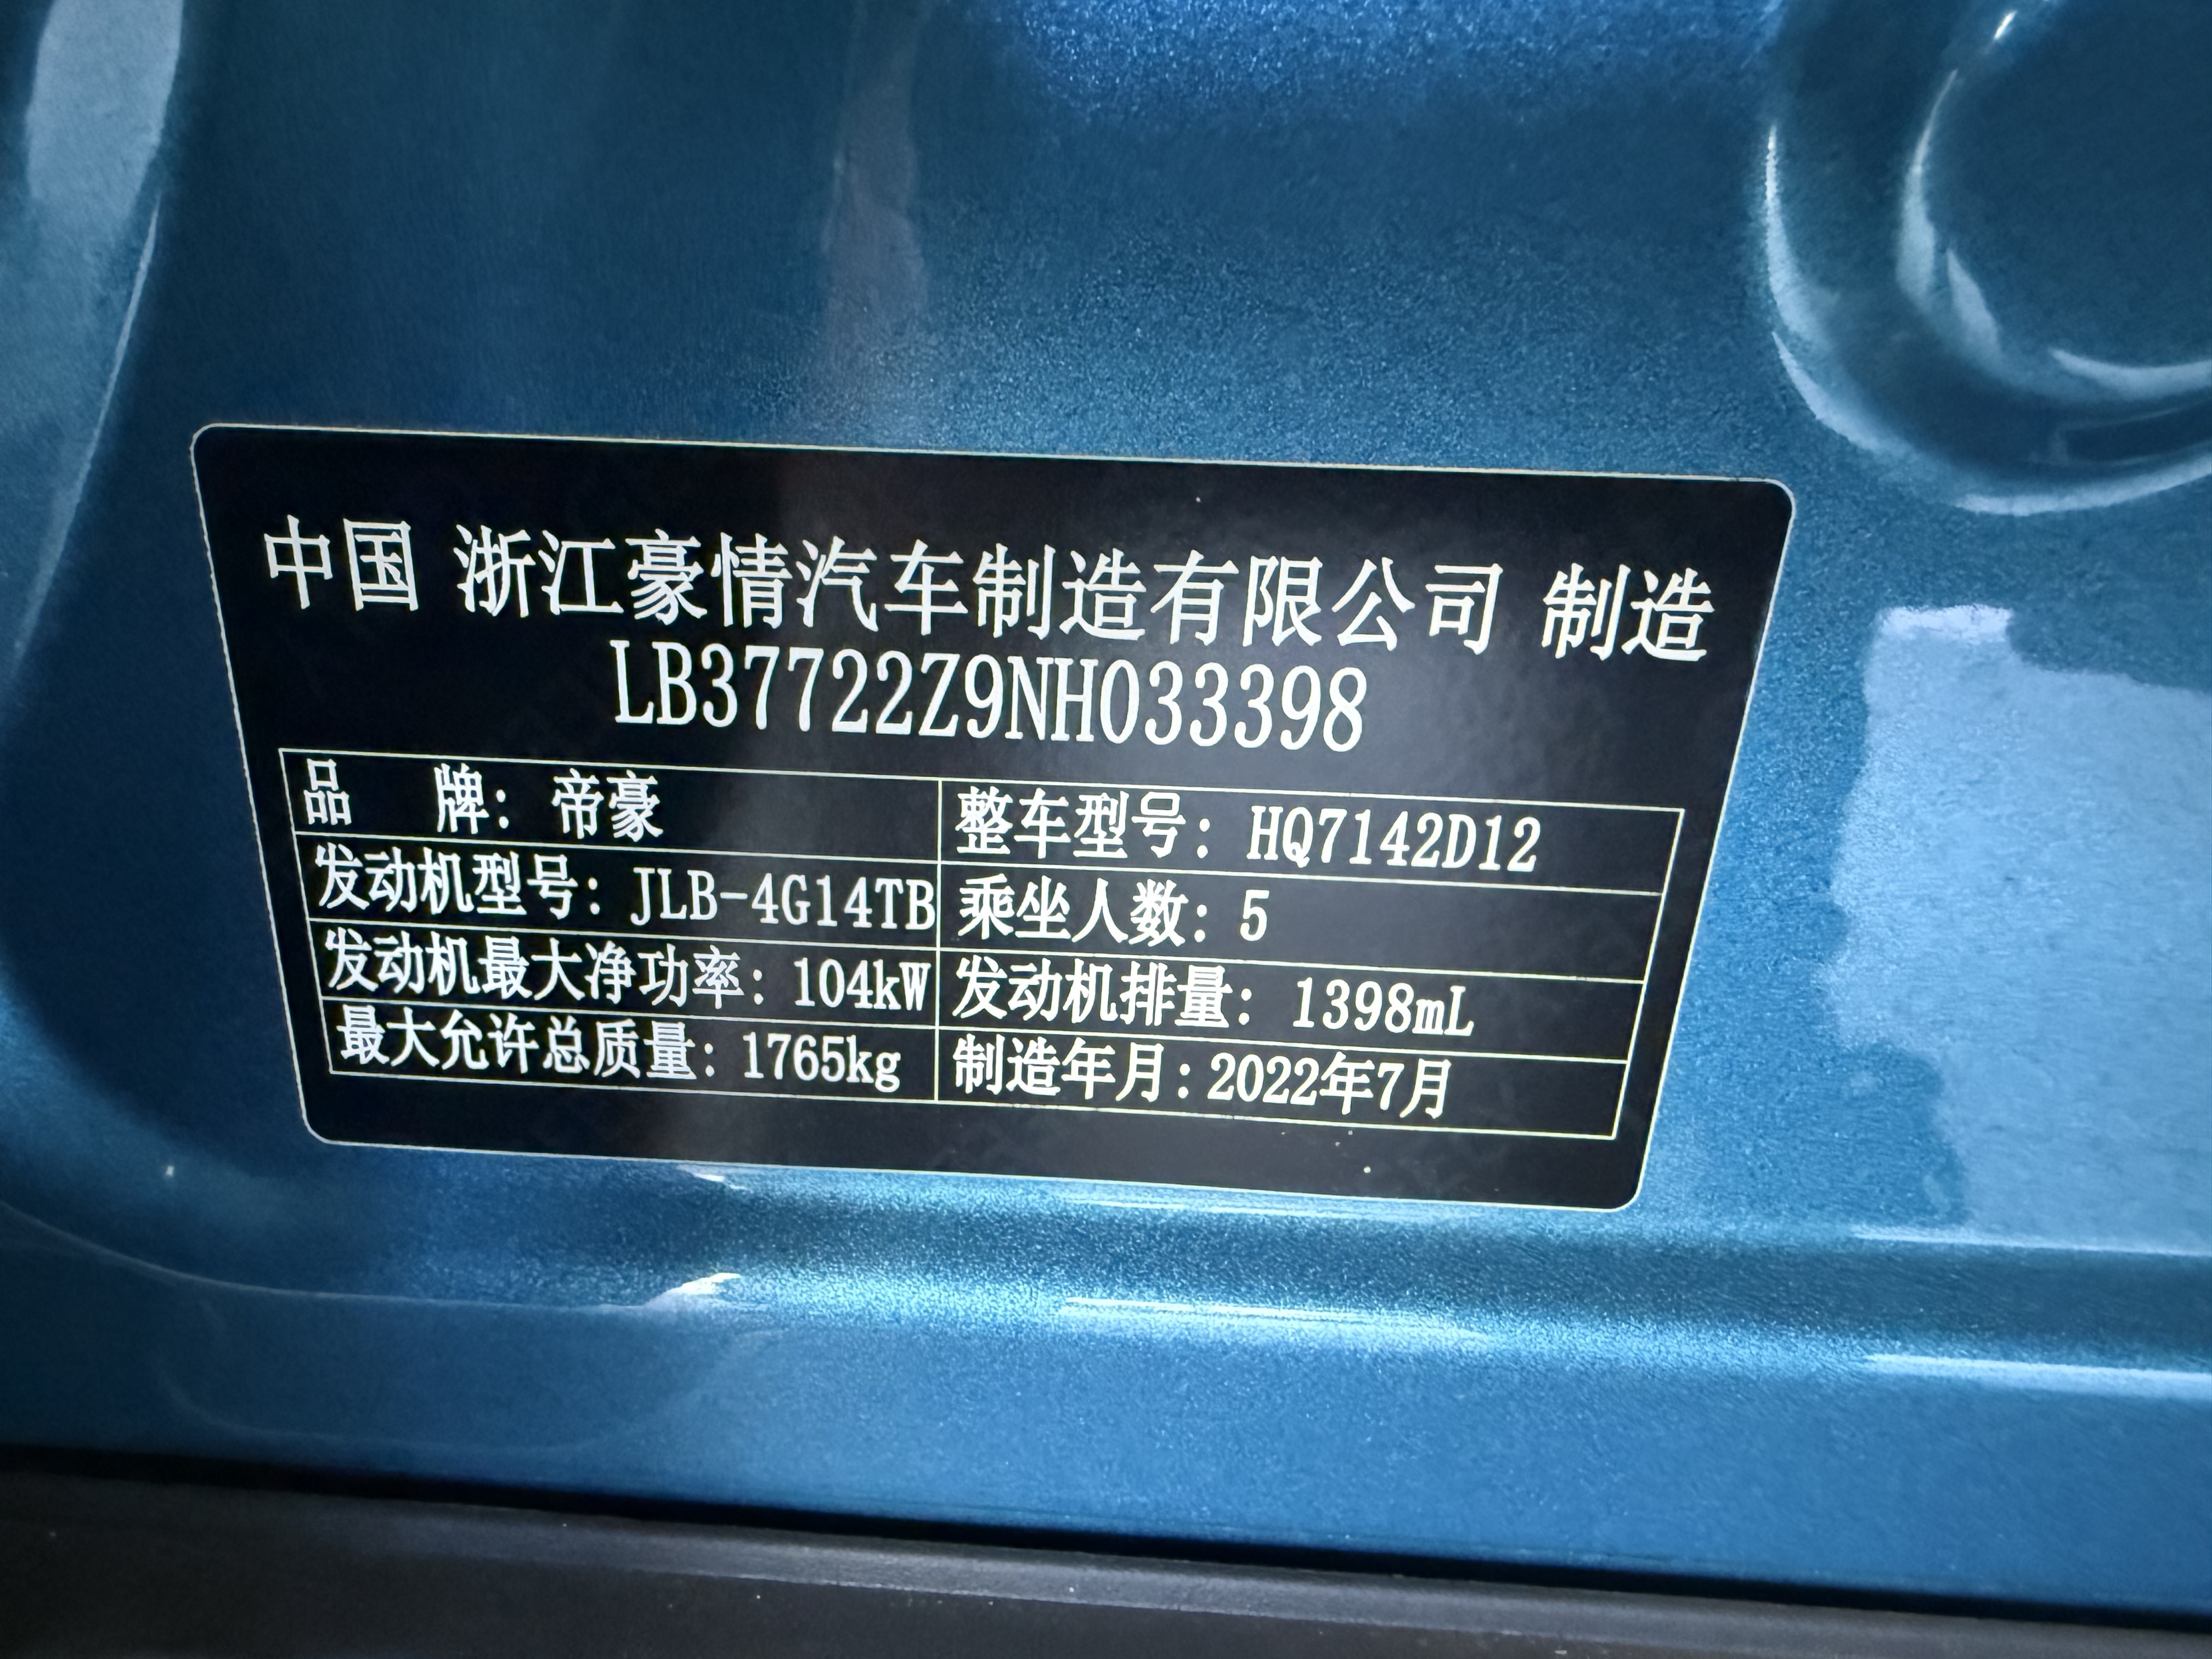 中国 浙江豪情汽车制造有限公司 制造
LB37722Z9NH033398
品 牌：帝豪 整车型号：HQ7142D12
发动机型号：JLB-4G14TB 乘坐人数：5
发动机最大净功率：104kW 发动机排量：1398mL
最大允许总质量：1765kg 制造年月：2022年7月